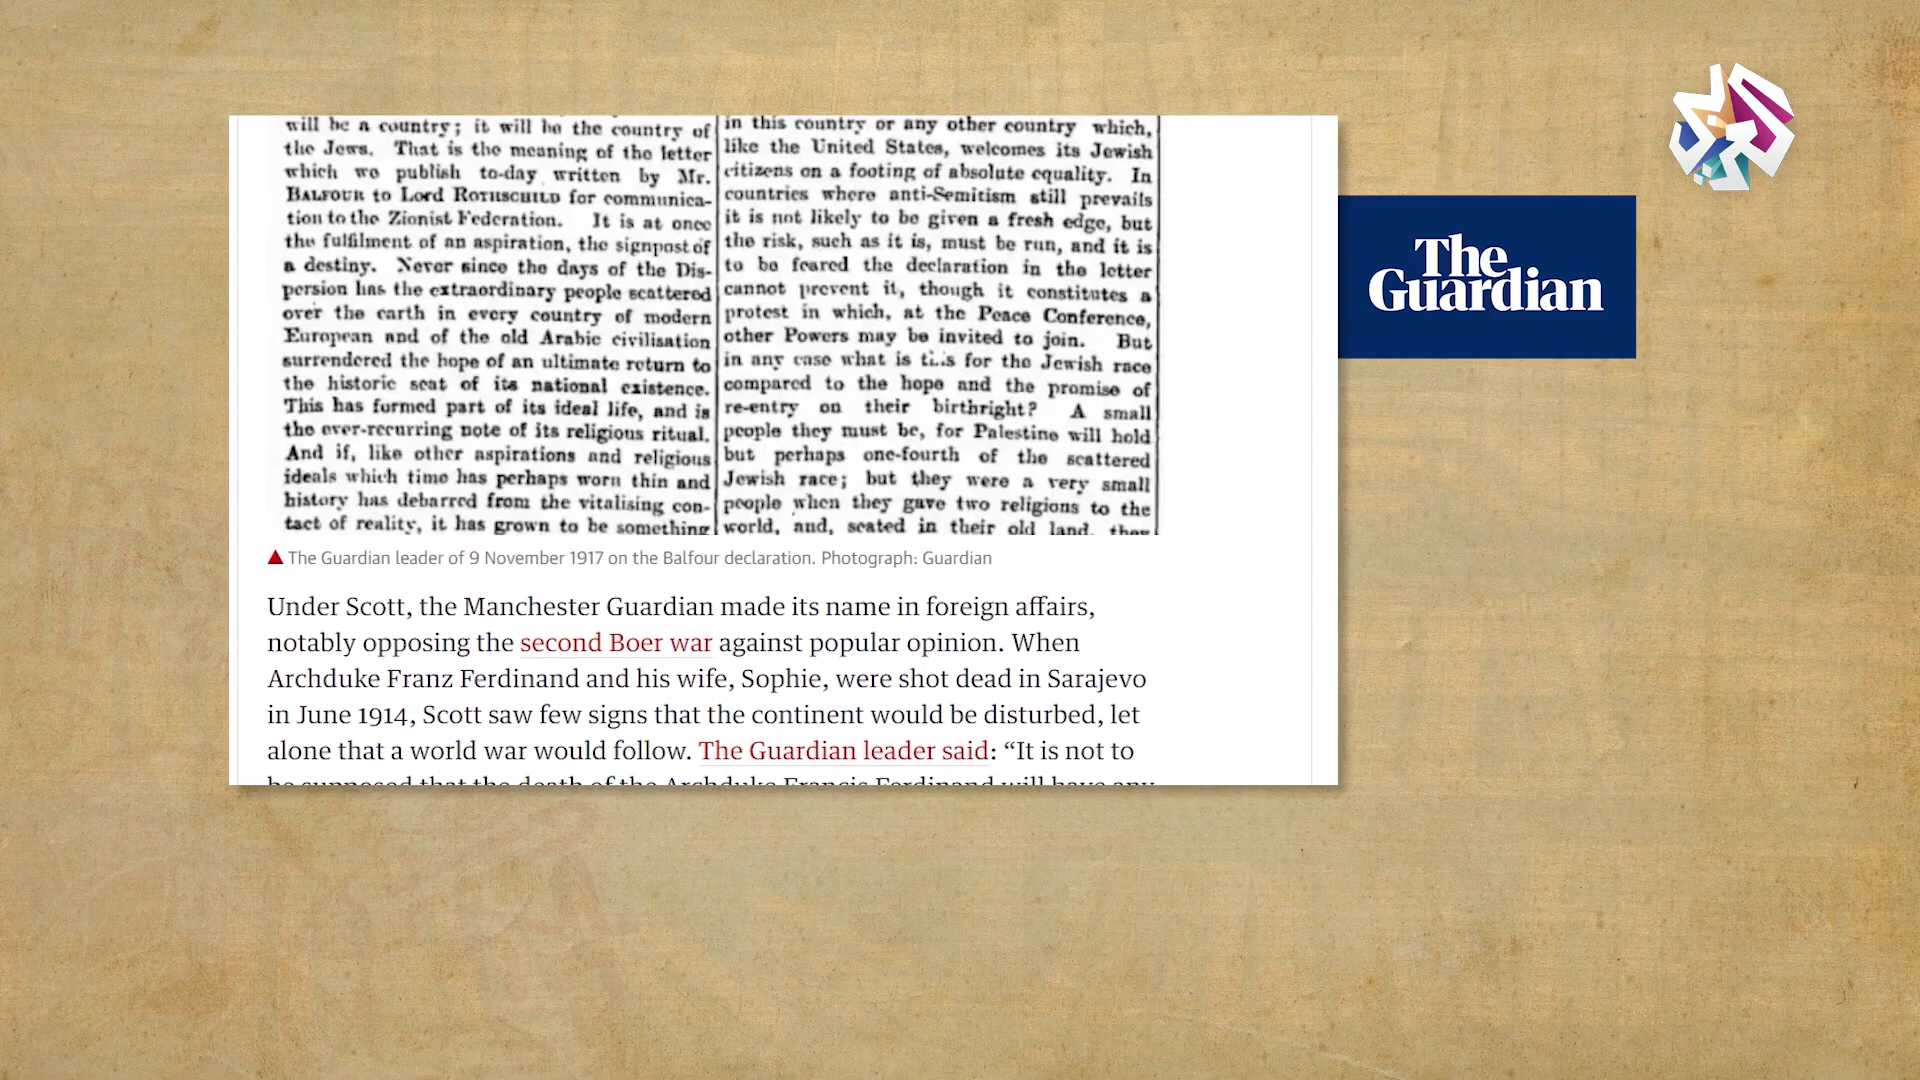 will be a country; it will be the country of
the Jews. That is the meaning of the letter
which we publish to-day written by Mr.
BALFOUR to Lord ROTHSCHILD for communica-
tion to the Zionist Federation. It is at once
the fulfilment of an aspiration, the signpost of
a destiny. Never since the days of the Dis-
persion has the extraordinary people scattered
over the earth in every country of modern
European and of the old Arabic civilisation
surrendered the hope of an ultimate return to
the historic seat of its national existence.
This has formed part of its ideal life, and is
the ever-recurring note of its religious ritual.
And if, like other aspirations and religious
ideals which time has perhaps worn thin and
history has debarred from the vitalising con-
tact of reality, it has grown to be something
in this country or any other country which,
like the United States, welcomes its Jewish
citizens on a footing of absolute equality. In
countries where anti-Semitism still prevails
it is not likely to be given a fresh edge, but
the risk, such as it is, must be run, and it is
to be feared the declaration in the letter
cannot prevent it, though it constitutes a
protest in which, at the Peace Conference,
other Powers may be invited to join. But
in any case what is this for the Jewish race
compared to the hope and the promise of
re-entry on their birthright? A small
people they must be, for Palestine will hold
but perhaps one-fourth of the scattered
Jewish race; but they were a very small
people when they gave two religions to the
world, and, seated in their old land, they
The Guardian leader of 9 November 1917 on the Balfour declaration. Photograph: Guardian
Under Scott, the Manchester Guardian made its name in foreign affairs,
notably opposing the second Boer war against popular opinion. When
Archduke Franz Ferdinand and his wife, Sophie, were shot dead in Sarajevo
in June 1914, Scott saw few signs that the continent would be disturbed, let
alone that a world war would follow. The Guardian leader said: “It is not to
be supposed that the death of the Archduke Francis Ferdinand will have any
The
Guardian